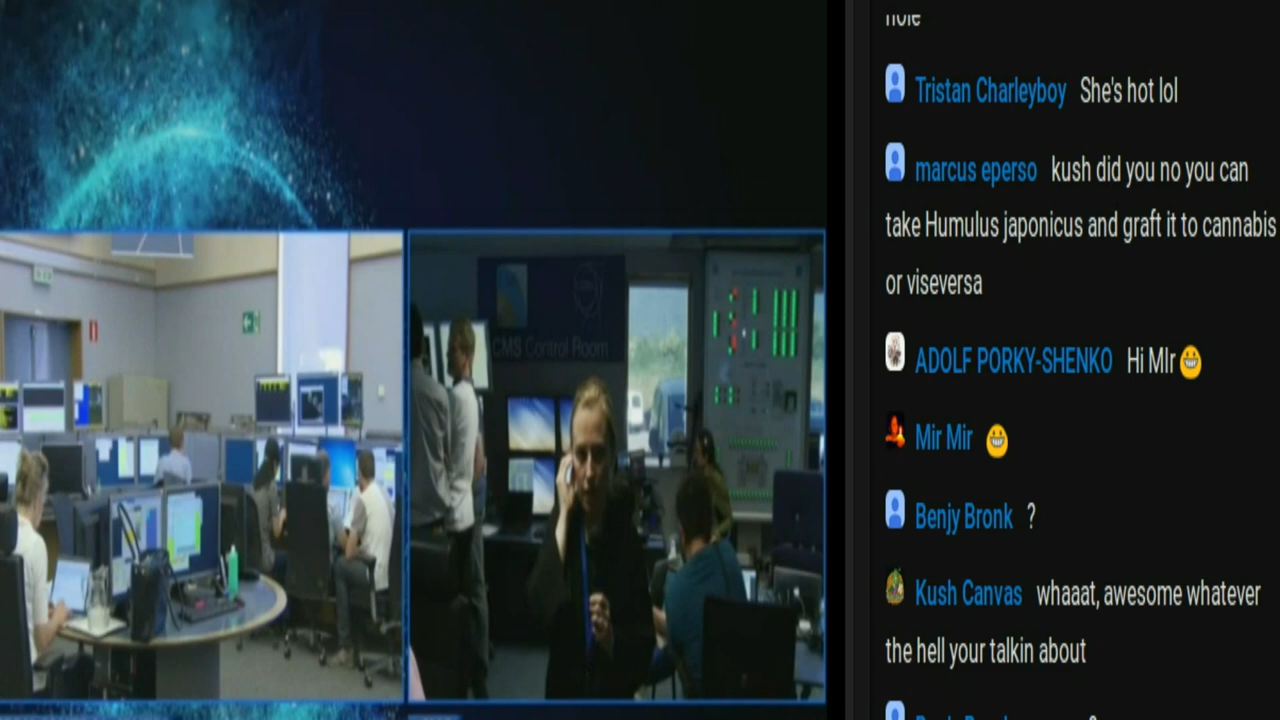 CMS Control Room
Tristan Charleyboy She's hot lol
marcus eperso kush did you no you can
take Humulus japonicus and graft it to cannabis
or viseversa
ADOLF PORKY-SHENKO Hi MIr
Mir Mir
Benjy Bronk ?
Kush Canvas whaaat, awesome whatever
the hell your talkin about